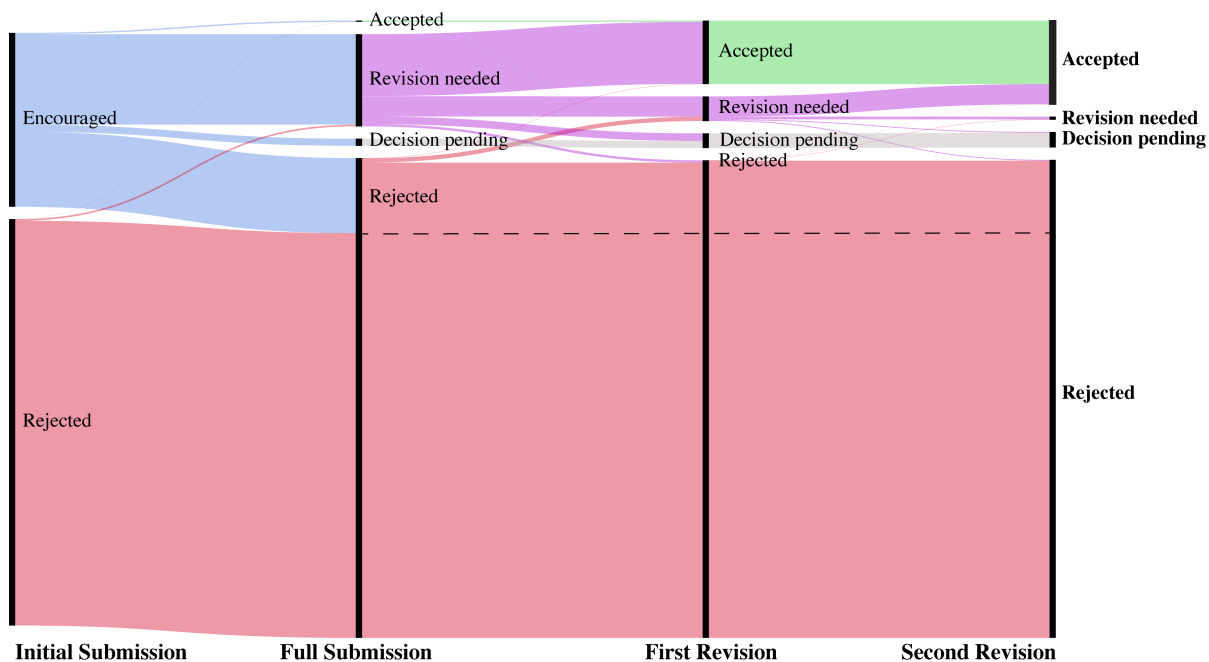 Encouraged
Rejected
Accepted
Revision needed
Decision pending
Rejected
Accepted
Revision needed
Decision pending
Rejected
Accepted
Revision needed
Decision pending
Rejected
Initial Submission
Full Submission
First Revision
Second Revision